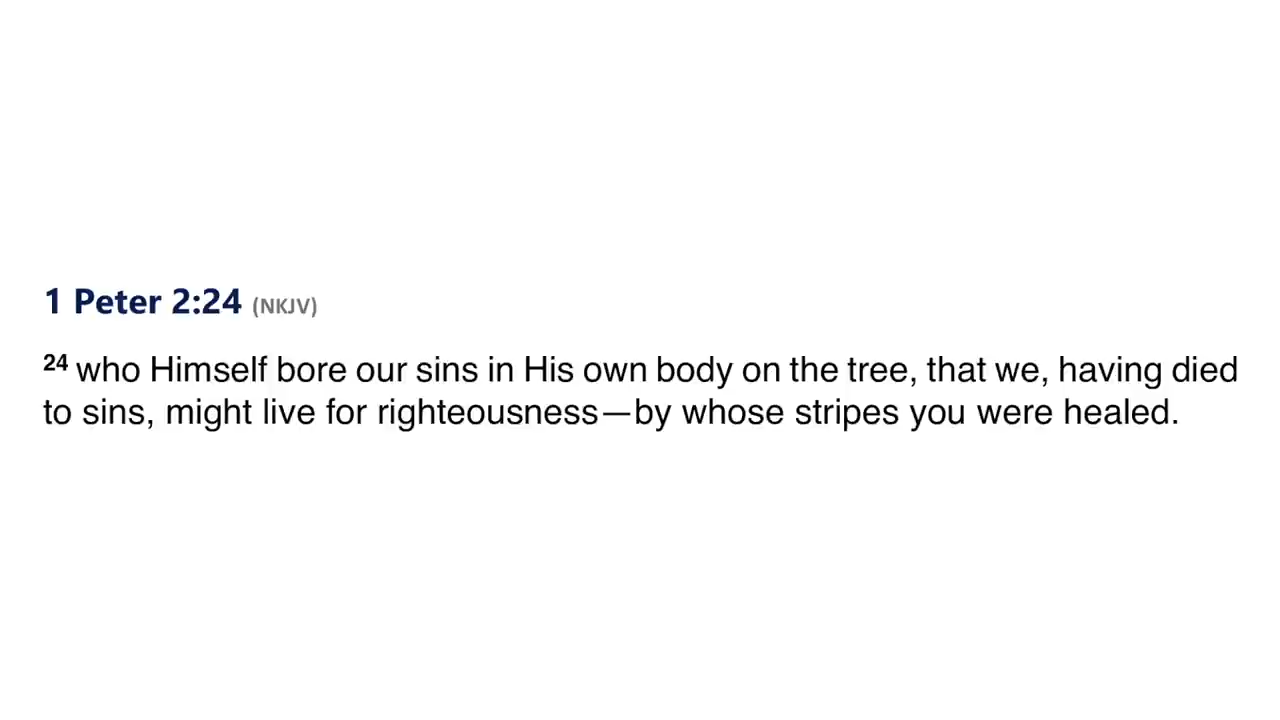 1 Peter 2:24 (NKJV)
24 who Himself bore our sins in His own body on the tree, that we, having died
to sins, might live for righteousness—by whose stripes you were healed.